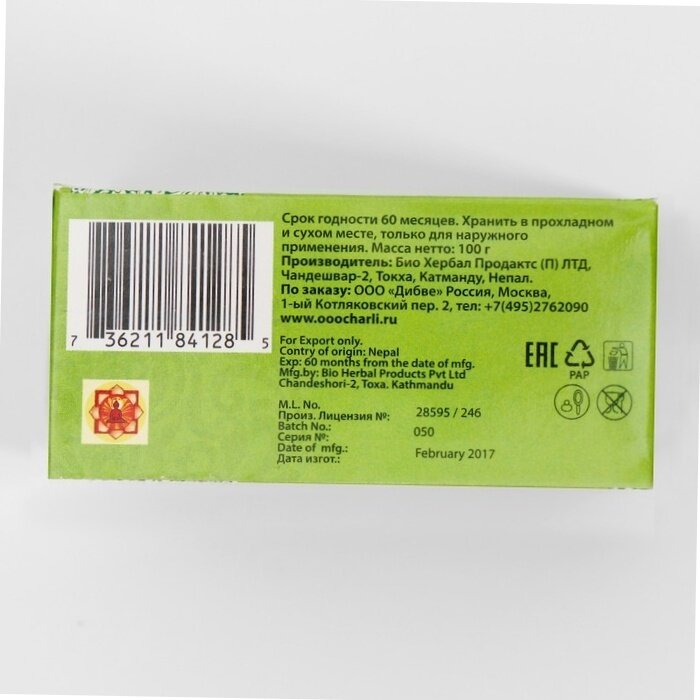 Срок годности 60 месяцев. Хранить в прохладном
и сухом месте, только для наружного
применения. Масса нетто: 100 г
Производитель: Био Хербал Продактс (П) ЛТД,
Чандешвар-2, Токха, Катманду, Непал.
По заказу: ООО «Дибве» Россия, Москва,
1-ый Котляковский пер. 2, тел: +7(495)2762090
www.ooocharli.ru
7 36211 84128 5
For Export only.
Contry of origin: Nepal
Exp: 60 months from the date of mfg.
Mfg.by: Bio Herbal Products Pvt Ltd
Chandeshori-2, Toxa. Kathmandu
EAC
PAP
M.L. No.
Произ. Лицензия №: 28595 / 246
Batch No.:
Серия №: 050
Date of mfg.:
Дата изгот.: February 2017